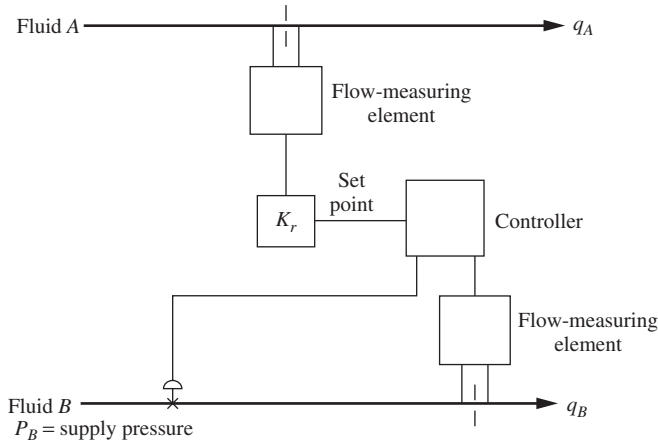 Fluid A
q_A
Flow-measuring
element
Set
point
K_r
Controller
Flow-measuring
element
Fluid B
q_B
P_B = supply pressure